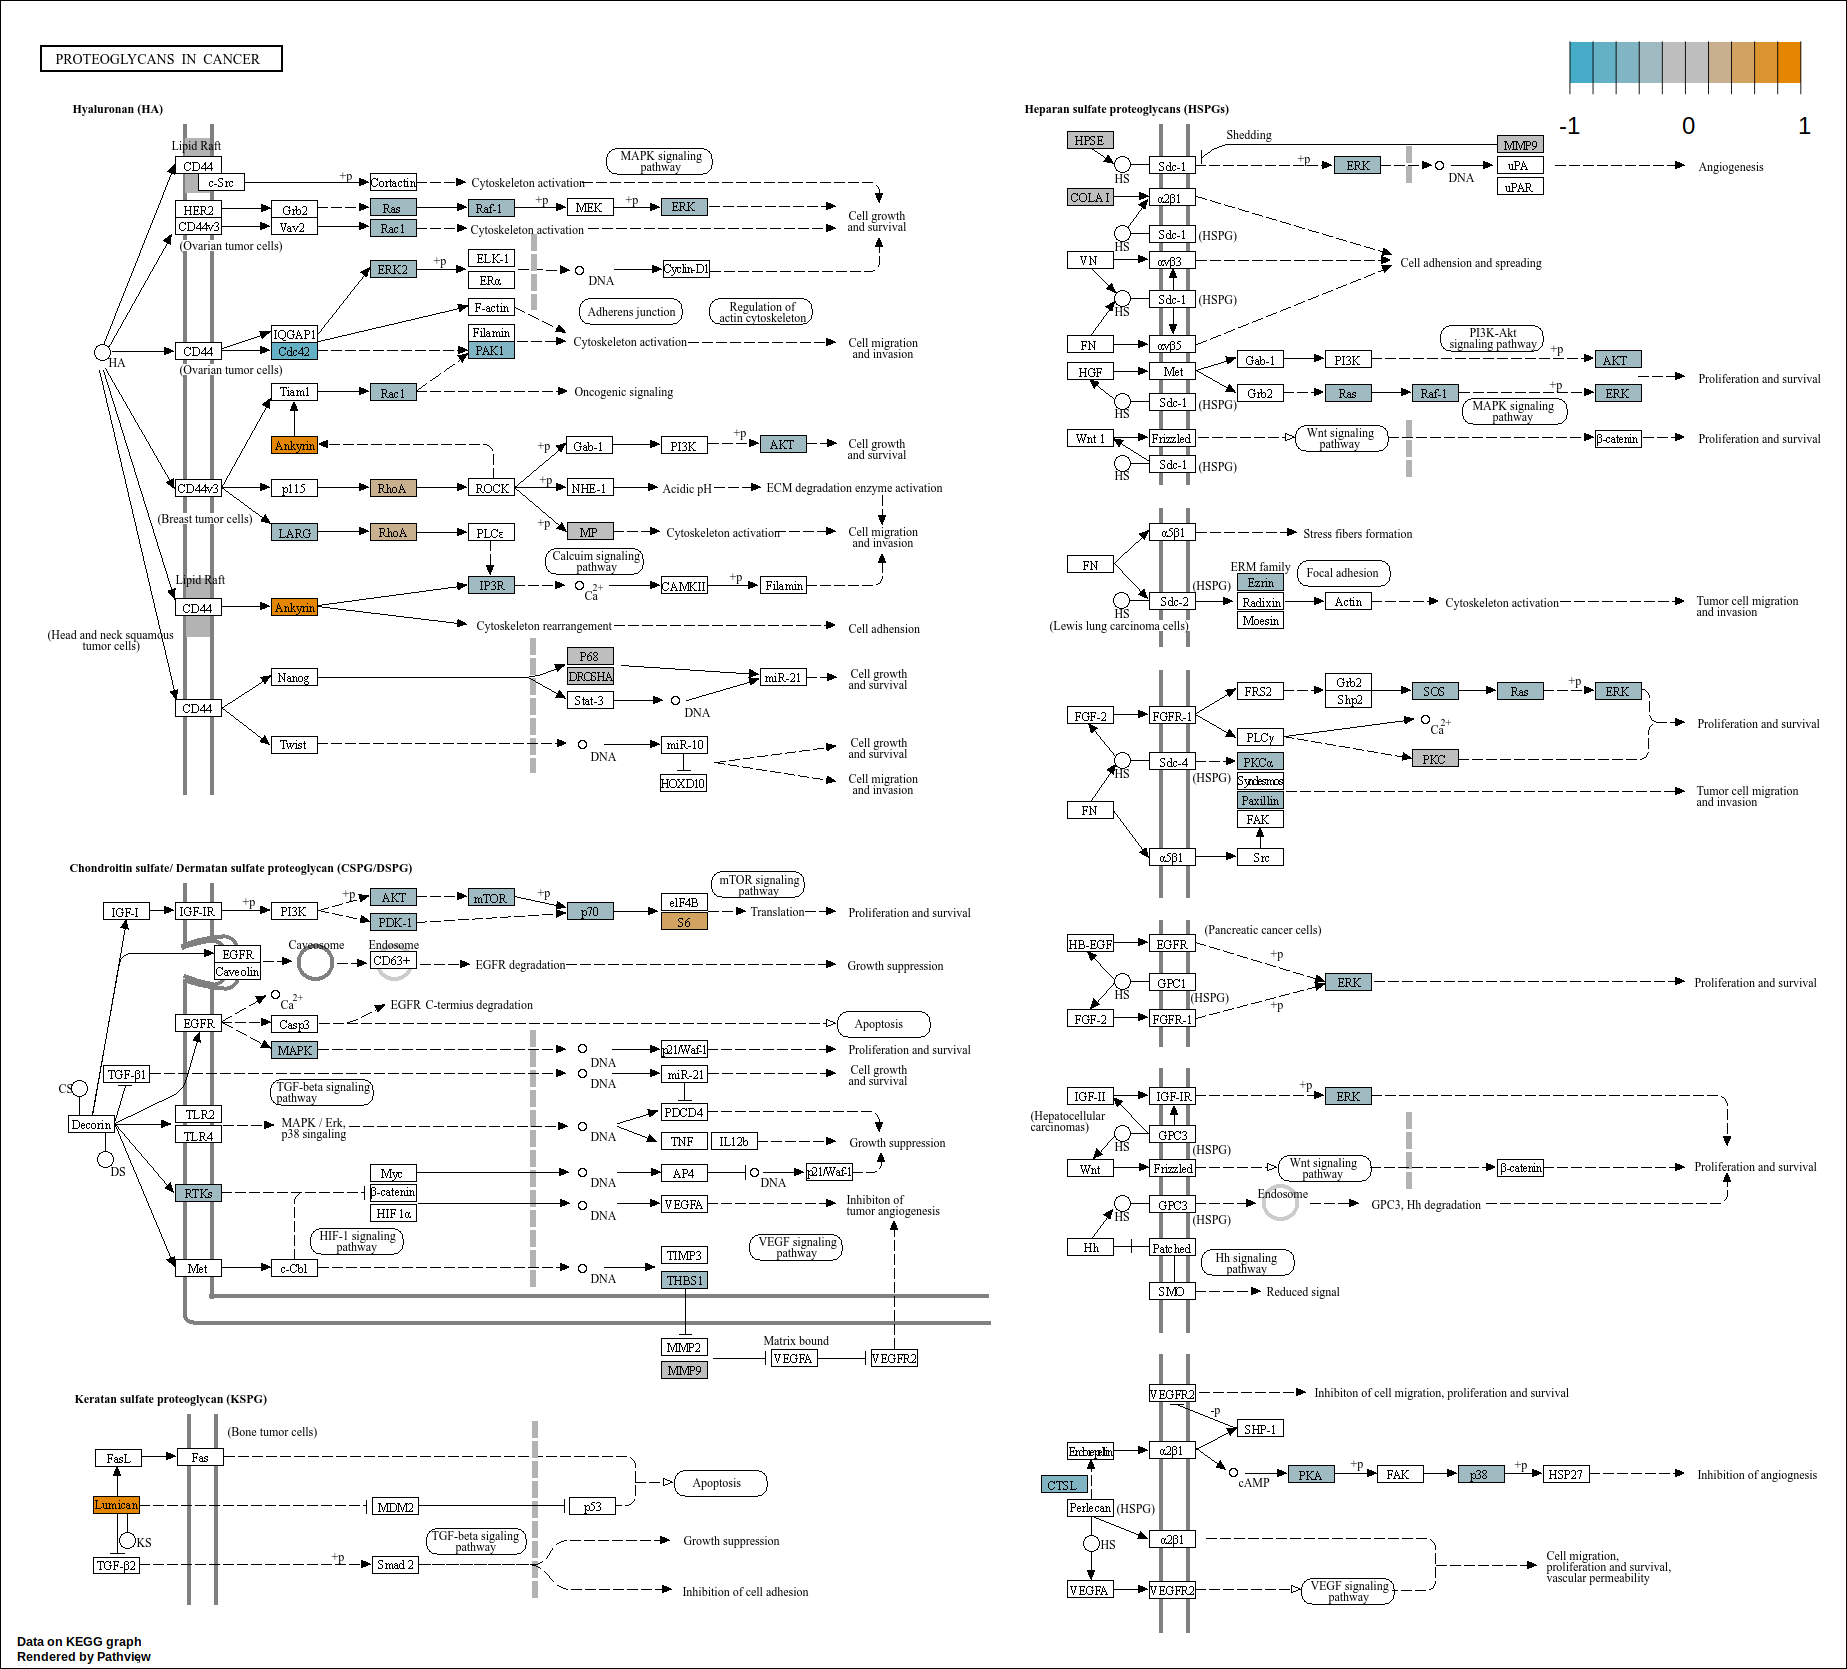 PROTEOGLYCANS IN CANCER
-1
0
1
Hyaluronan (HA)
Lipid Raft
CD44
c-Src
+p
Cortactin
Cytoskeleton activation
MAPK signaling
pathway
HER2
CD44v3
(Ovarian tumor cells)
Grb2
Vav2
Ras
Rac1
Raf-1
+p
MEK
+p
ERK
Cytoskeleton activation
Cell growth
and survival
ERK2
+p
ELK-1
ERα
DNA
Cyclin-D1
F-actin
Adherens junction
Regulation of
actin cytoskeleton
HA
CD44
(Ovarian tumor cells)
IQGAP1
Cdc42
Filamin
PAK1
Cytoskeleton activation
Cell migration
and invasion
Tiam1
Rac1
Oncogenic signaling
Ankyrin
+p
Gab-1
PI3K
+p
AKT
Cell growth
and survival
CD44v3
(Breast tumor cells)
p115
RhoA
ROCK
+p
NHE-1
Acidic pH
ECM degradation enzyme activation
LARG
RhoA
PLCε
+p
MP
Cytoskeleton activation
Cell migration
and invasion
Calcuim signaling
pathway
Lipid Raft
CD44
(Head and neck squamous
tumor cells)
Ankyrin
IP3R
Ca2+
CAMKII
+p
Filamin
Cytoskeleton rearrangement
Cell adhesion
CD44
Nanog
P68
DROSHA
Stat-3
DNA
miR-21
Cell growth
and survival
Twist
DNA
miR-10
HOXD10
Cell growth
and survival
Cell migration
and invasion
Chondroitin sulfate/ Dermatan sulfate proteoglycan (CSPG/DSPG)
IGF-I
IGF-IR
+p
PI3K
+p
AKT
PDK-1
mTOR
+p
p70
eIF4B
S6
mTOR signaling
pathway
Translation
Proliferation and survival
EGFR
Caveolin
Caveosome
Endosome
CD63+
EGFR degradation
Growth suppression
EGFR
Ca2+
Casp3
MAPK
EGFR C-termius degradation
Apoptosis
DNA
p21/Waf-1
Proliferation and survival
TGF-β1
DNA
miR-21
Cell growth
and survival
CS
Decorin
DS
TGF-beta signaling
pathway
TLR2
TLR4
MAPK / Erk,
p38 singaling
DNA
PDCD4
TNF
IL12b
Growth suppression
RTKs
Myc
β-catenin
HIF1α
DNA
AP4
DNA
p21/Waf-1
DNA
VEGFA
Inhibiton of
tumor angiogenesis
HIF-1 signaling
pathway
VEGF signaling
pathway
Met
c-Cbl
DNA
TIMP3
THBS1
MMP2
MMP9
Matrix bound
VEGFA
VEGFR2
Keratan sulfate proteoglycan (KSPG)
(Bone tumor cells)
FasL
Fas
Apoptosis
Lumican
MDM2
p53
KS
TGF-β2
+p
Smad 2
TGF-beta sigaling
pathway
Growth suppression
Inhibition of cell adhesion
Data on KEGG graph
Rendered by Pathview
Heparan sulfate proteoglycans (HSPGs)
HPSE
HS
Sdc-1
Shedding
+p
ERK
DNA
MMP9
uPA
uPAR
Angiogenesis
COLA1
α2β1
HS
Sdc-1
(HSPG)
VN
αvβ3
Cell adhesion and spreading
HS
Sdc-1
(HSPG)
FN
αvβ5
HGF
Met
HS
Sdc-1
(HSPG)
Gab-1
PI3K
PI3K-Akt
signaling pathway
+p
AKT
Grb2
Ras
Raf-1
+p
ERK
MAPK signaling
pathway
Proliferation and survival
Wnt 1
Frizzled
HS
Sdc-1
(HSPG)
Wnt signaling
pathway
β-catenin
Proliferation and survival
FN
α5β1
Stress fibers formation
HS
Sdc-2
(HSPG)
(Lewis lung carcinoma cells)
ERM family
Ezrin
Radixin
Moesin
Focal adhesion
Actin
Cytoskeleton activation
Tumor cell migration
and invasion
FGF-2
FGFR-1
FRS2
Grb2
Shp2
SOS
Ras
+p
ERK
PLCγ
Ca2+
PKC
Proliferation and survival
HS
Sdc-4
(HSPG)
PKCα
Syndesmos
Paxillin
FAK
Src
Tumor cell migration
and invasion
FN
α5β1
(Pancreatic cancer cells)
HB-EGF
EGFR
+p
HS
GPC1
(HSPG)
ERK
Proliferation and survival
FGF-2
FGFR-1
+p
IGF-II
IGF-IR
+p
ERK
(Hepatocellular
carcinomas)
HS
GPC3
(HSPG)
Wnt
Frizzled
Wnt signaling
pathway
β-catenin
Proliferation and survival
HS
GPC3
(HSPG)
Endosome
GPC3, Hh degradation
Hh
Patched
Hh signaling
pathway
SMO
Reduced signal
VEGFR2
Inhibiton of cell migration, proliferation and survival
-p
SHP-1
Endorepellin
α2β1
cAMP
PKA
+p
FAK
p38
+p
HSP27
Inhibition of angiognesis
CTSL
Perlecan
(HSPG)
HS
α2β1
VEGFA
VEGFR2
VEGF signaling
pathway
Cell migration,
proliferation and survival,
vascular permeability